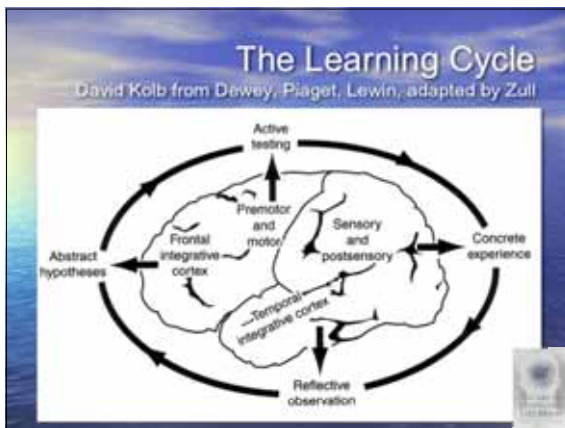 The Learning Cycle
David Kolb from Dewey, Piaget, Lewin, adapted by Zull
Active
testing
Premotor
and
motor
Sensory
and
postsensory
Frontal
integrative
cortex
Abstract
hypotheses
Concrete
experience
Temporal
integrative cortex
Reflective
observation